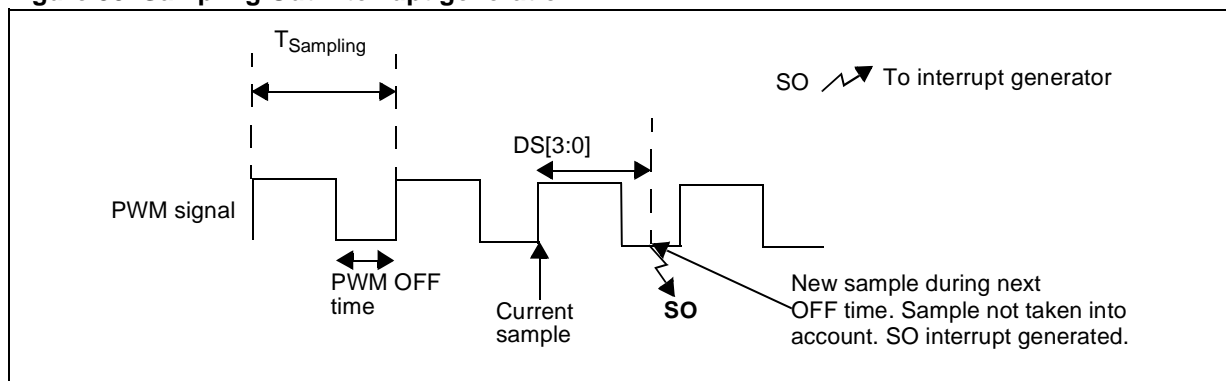 TSampling
SO To interrupt generator
DS[3:0]
PWM signal
PWM OFF
time
Current
sample
SO
New sample during next
OFF time. Sample not taken into
account. SO interrupt generated.